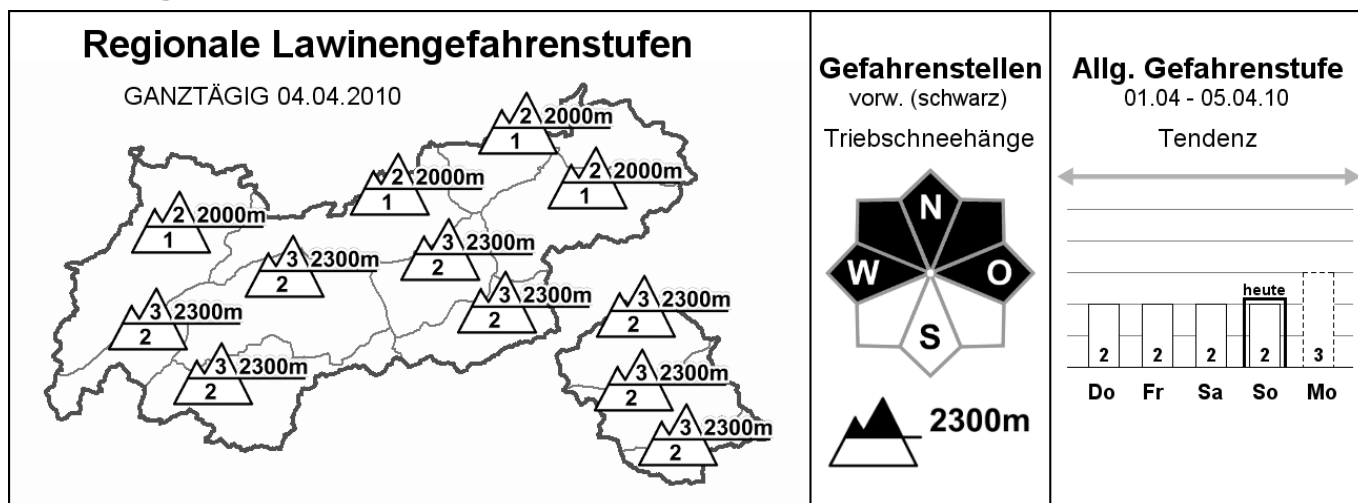 Regionale Lawinengefahrenstufen
GANZTÄGIG 04.04.2010
2 2000m
1
2 2000m
1
2 2000m
1
2 2000m
1
3 2300m
2
3 2300m
2
3 2300m
2
3 2300m
2
3 2300m
2
3 2300m
2
3 2300m
2
3 2300m
2
Gefahrenstellen
vorw. (schwarz)
Triebschneehänge
N
W O
S
2300m
Allg. Gefahrenstufe
01.04 - 05.04.10
Tendenz
heute
2 2 2 2 3
Do Fr Sa So Mo